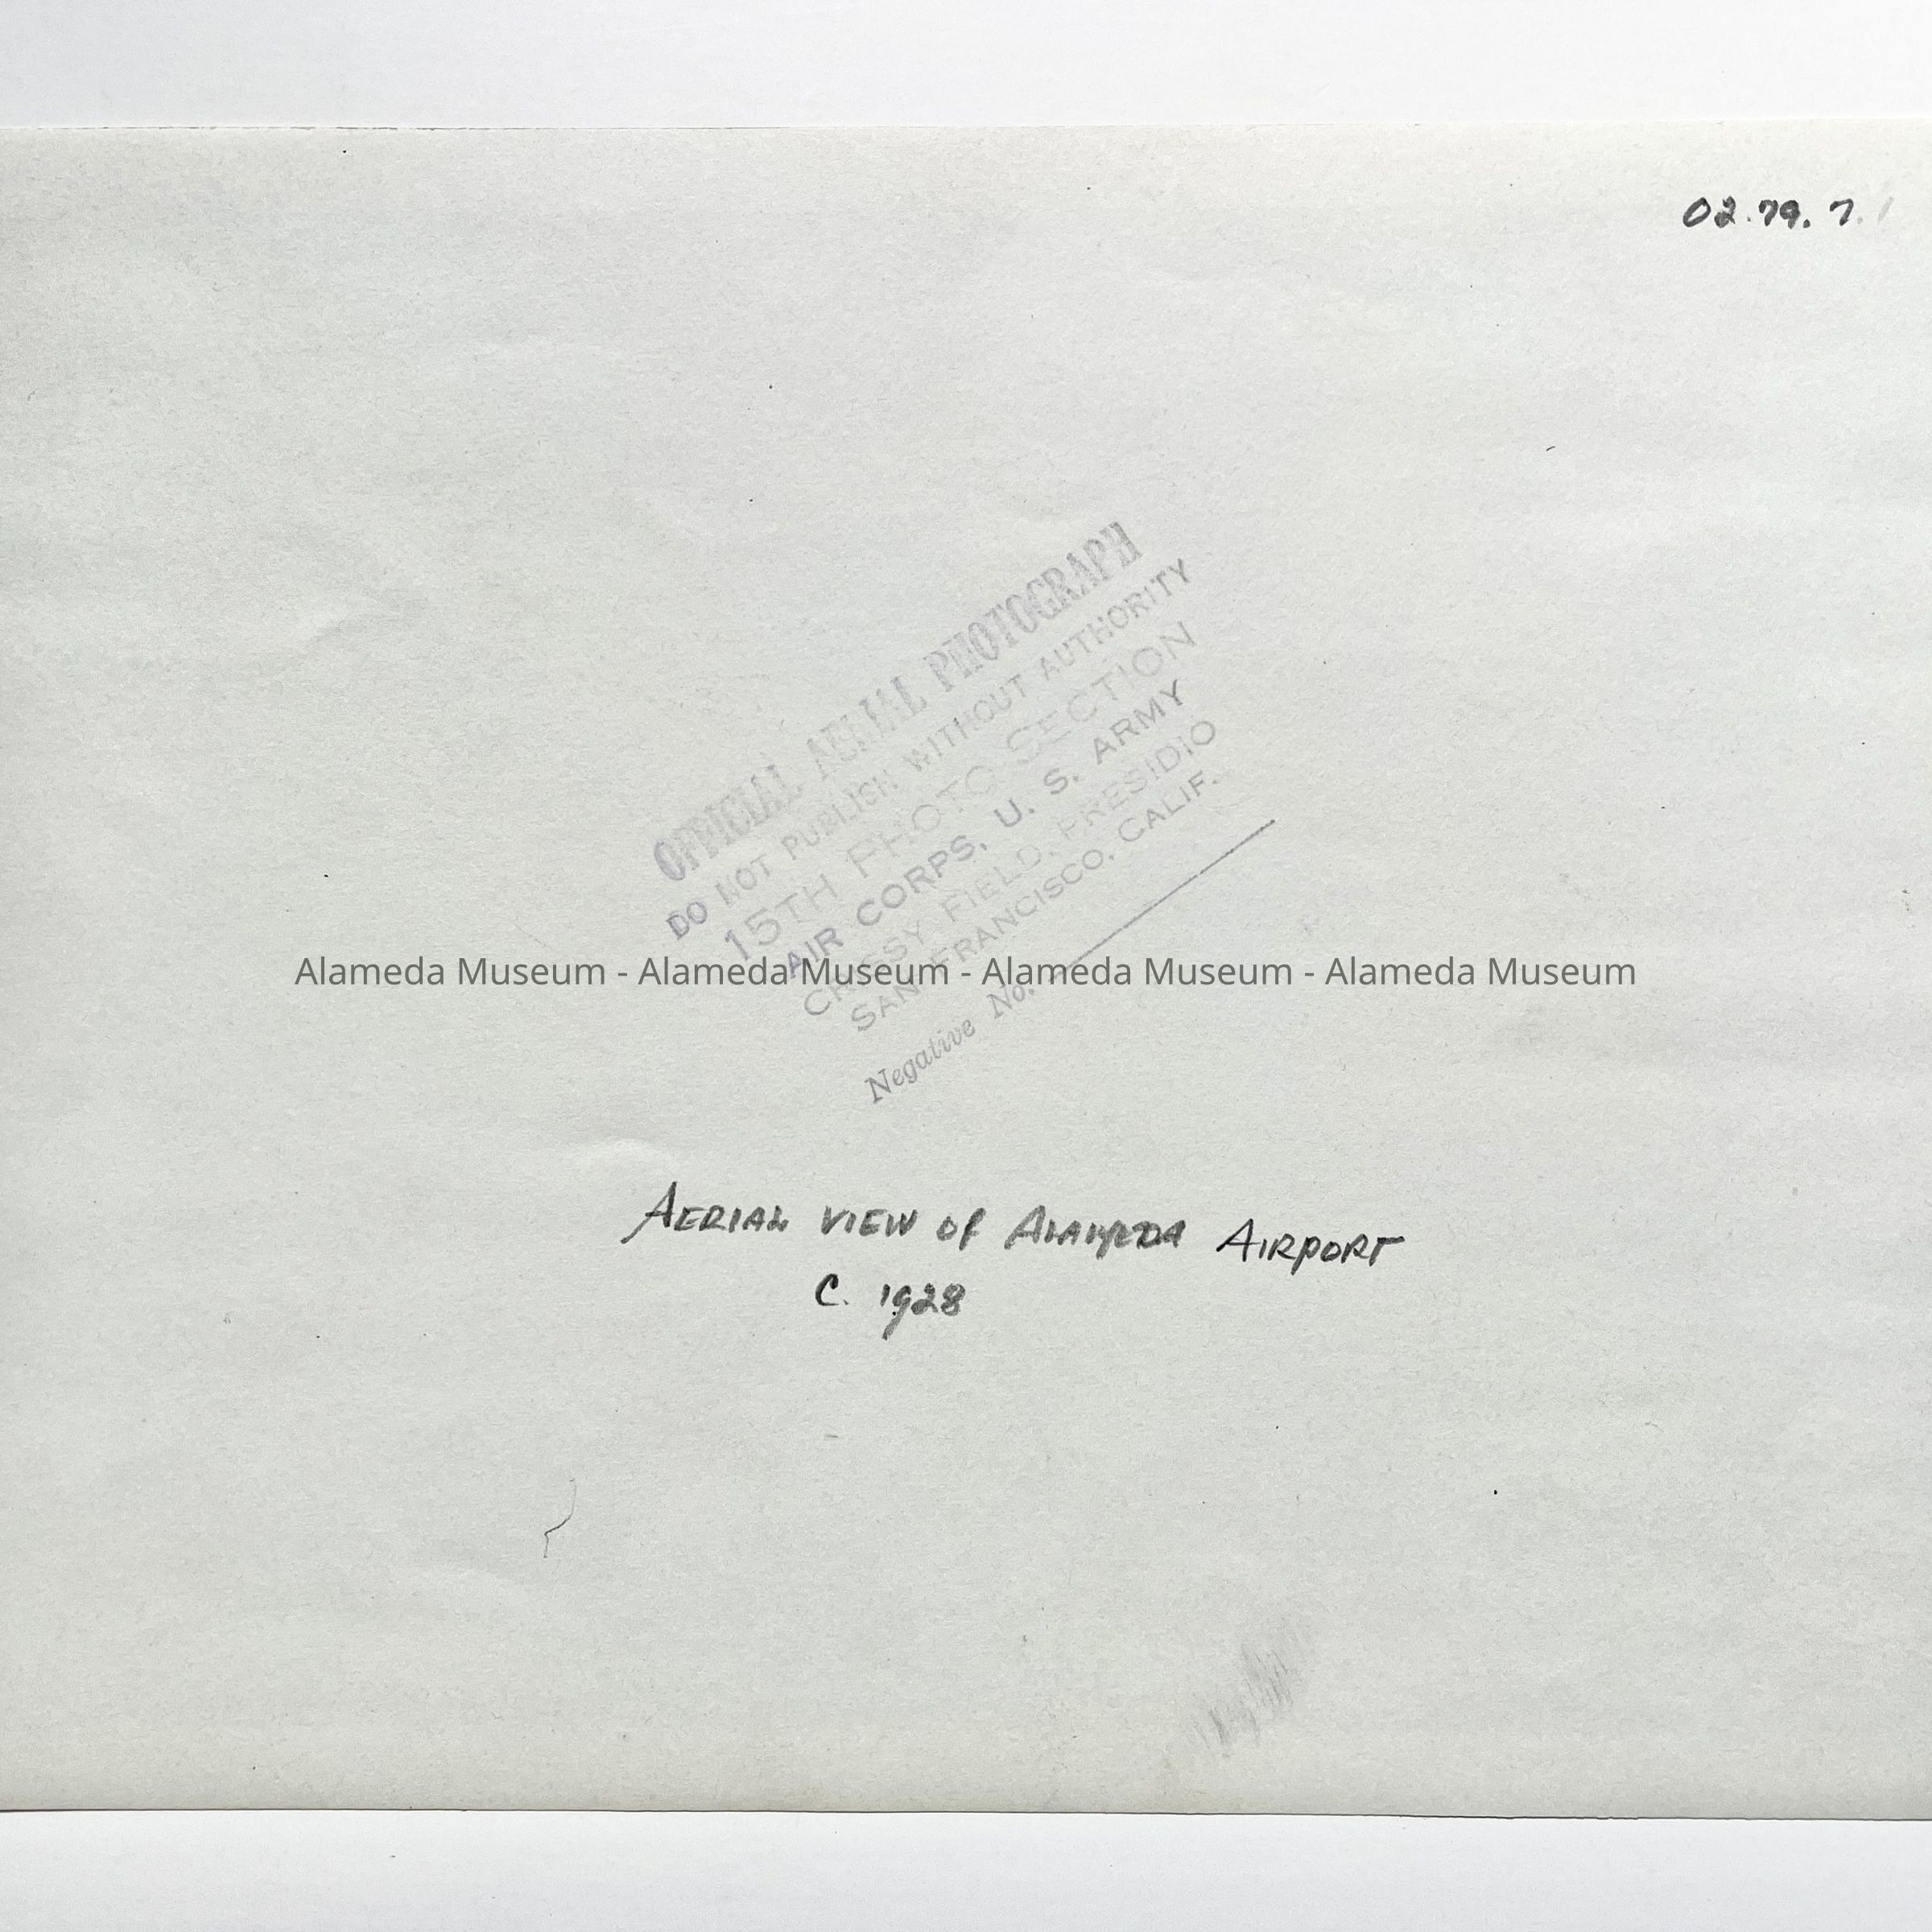 02.79.7.1
OFFICIAL AERIAL PHOTOGRAPH
DO NOT PUBLISH WITHOUT AUTHORITY
15TH PHOTO SECTION
AIR CORPS, U. S. ARMY
CRISSY FIELD, PRESIDIO
SAN FRANCISCO, CALIF.
Negative No.
Alameda Museum - Alameda Museum - Alameda Museum - Alameda Museum
AERIAL VIEW OF ALAMEDA AIRPORT
C. 1928